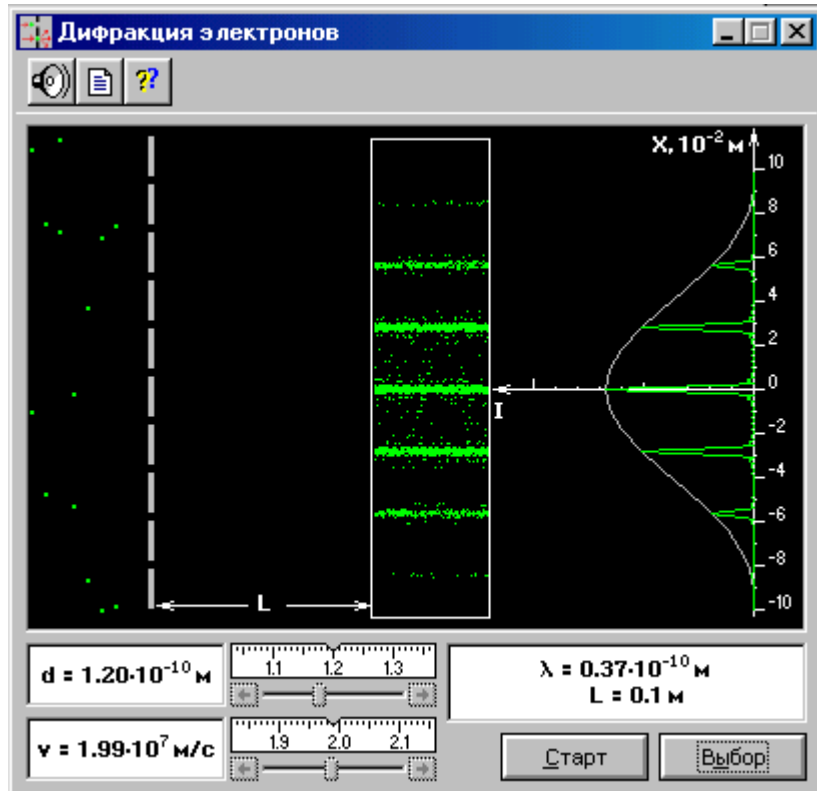 Дифракция электронов
??
X, 10⁻² м
10
8
6
4
2
0
-2
-4
-6
-8
-10
I
L
d = 1.20·10⁻¹⁰ м
1.1 1.2 1.3
λ = 0.37·10⁻¹⁰ м
L = 0.1 м
v = 1.99·10⁷ м/с
1.9 2.0 2.1
Старт
Выбор